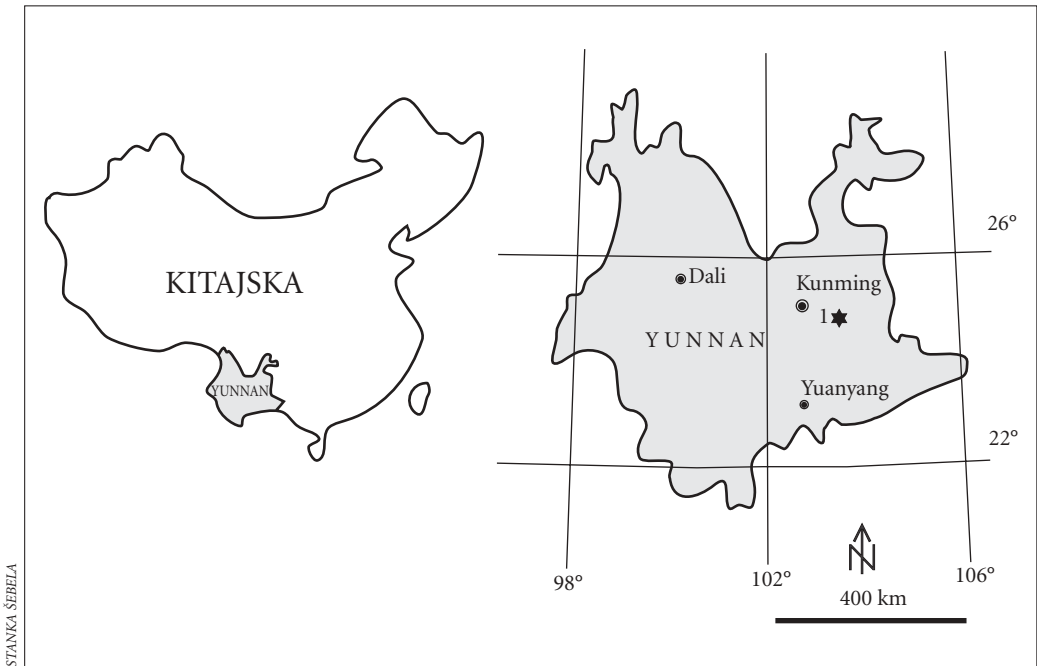 KITAJSKA
YUNNAN
26°
Dali
Kunming
1
YUNNAN
Yuanyang
22°
98°
102°
106°
N
400 km
STANKA ŠEBELA